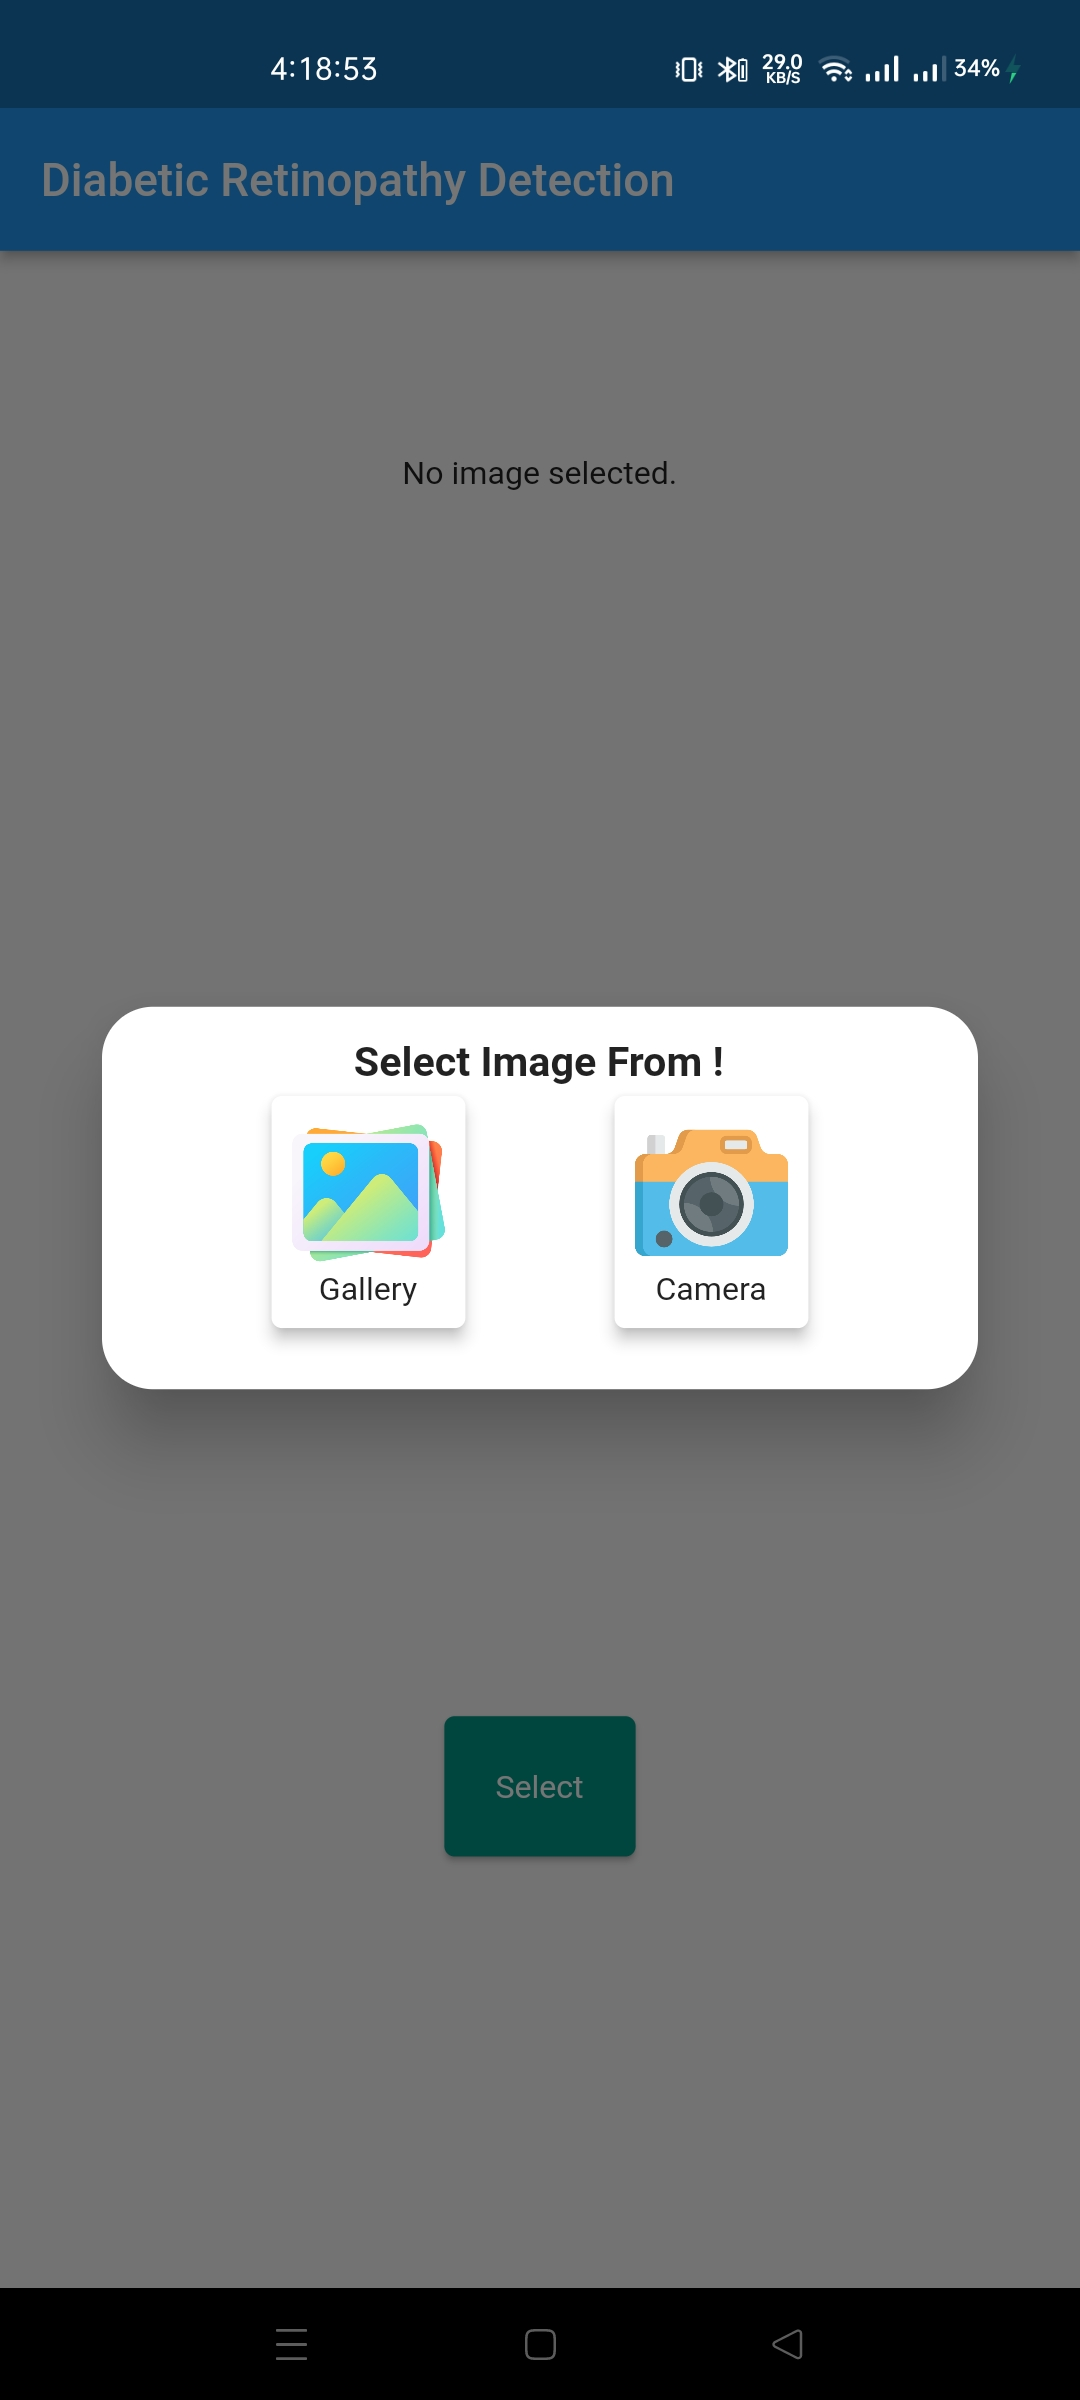 4:18:53
29.0
KB/S
34%
Diabetic Retinopathy Detection
No image selected.
Select Image From !
Gallery
Camera
Select